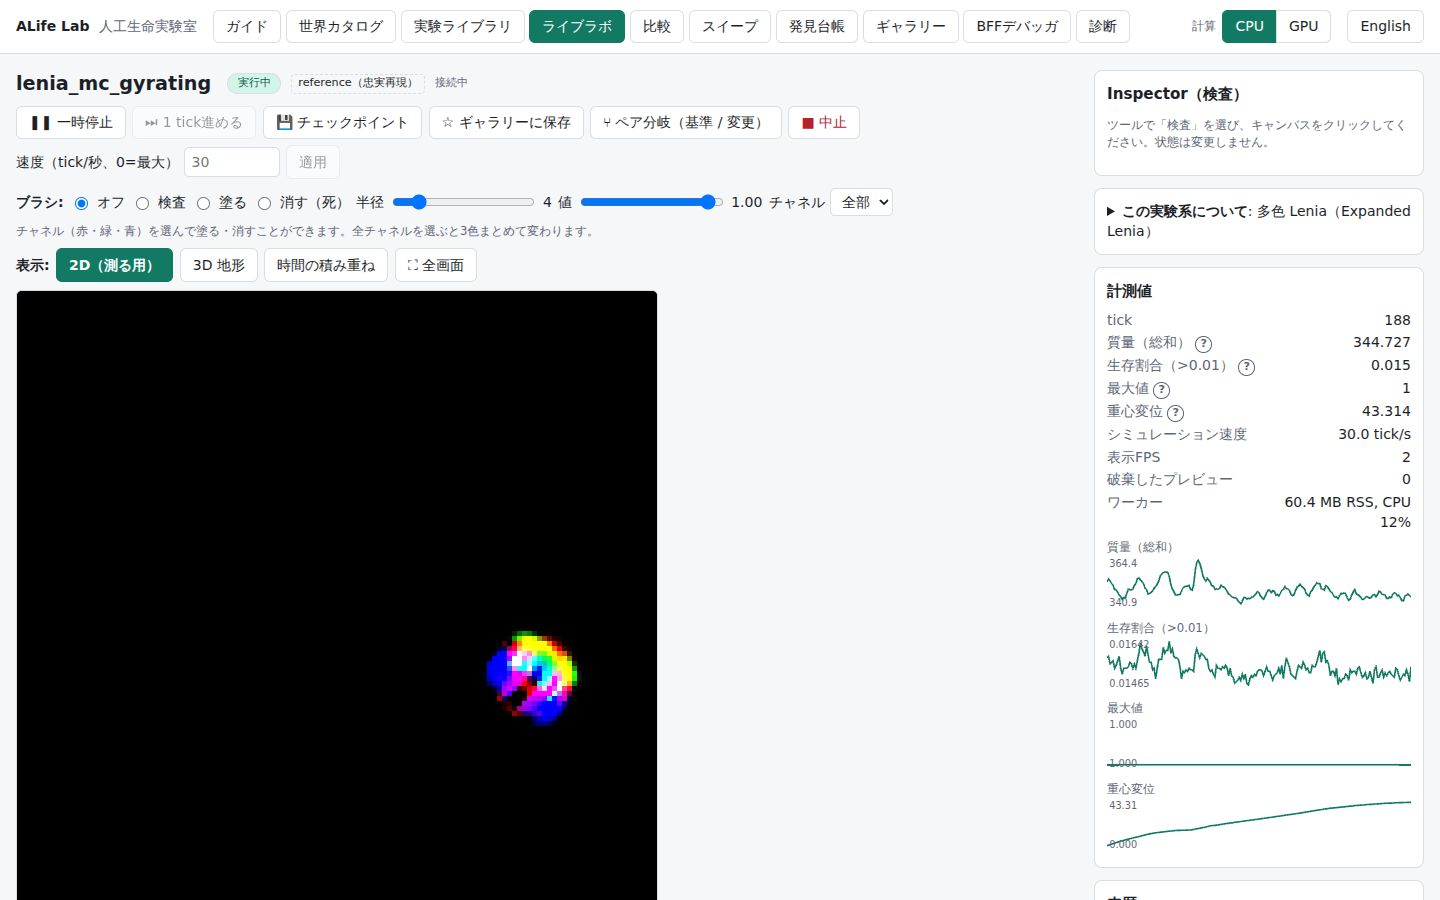 ALife Lab 人工生命実験室 ガイド 世界カタログ 実験ライブラリ ライブラボ 比較 スイープ 発見台帳 ギャラリー BFFデバッガ 診断 計算 CPU GPU English
lenia_mc_gyrating 実行中 reference（忠実再現） 接続中
❚❚ 一時停止 ⏭ 1 tick進める 💾 チェックポイント ☆ ギャラリーに保存 ⑂ ペア分岐（基準 / 変更） ■ 中止
速度（tick/秒、0=最大） 30 適用
ブラシ: オフ 検査 塗る 消す（死） 半径 4 値 1.00 チャネル 全部
チャネル（赤・緑・青）を選んで塗る・消すことができます。全チャネルを選ぶと3色まとめて変わります。
表示: 2D（測る用） 3D 地形 時間の積み重ね ⛶ 全画面
Inspector（検査）
ツールで「検査」を選び、キャンバスをクリックしてく
ださい。状態は変更しません。
▶ この実験系について: 多色 Lenia（Expanded
Lenia）
計測値
tick 188
質量（総和） ? 344.727
生存割合（>0.01） ? 0.015
最大値 ? 1
重心変位 ? 43.314
シミュレーション速度 30.0 tick/s
表示FPS 2
破棄したプレビュー 0
ワーカー 60.4 MB RSS, CPU
12%
質量（総和）
364.4
340.9
生存割合（>0.01）
0.01642
0.01465
最大値
1.000
1.000
重心変位
43.31
0.000